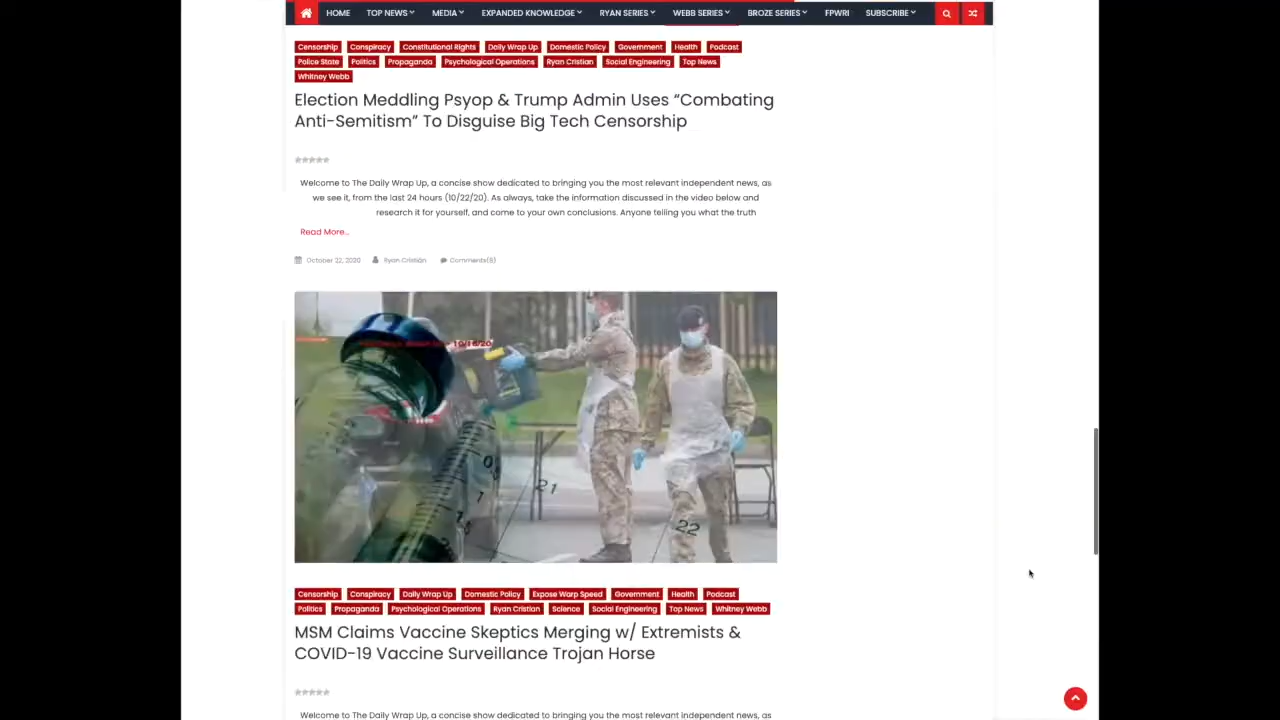 HOME TOP NEWS MEDIA EXPANDED KNOWLEDGE RYAN SERIES WEBB SERIES BROZE SERIES FPWRI SUBSCRIBE
Censorship Conspiracy Constitutional Rights Daily Wrap Up Domestic Policy Government Health Podcast
Police State Politics Propaganda Psychological Operations Ryan Cristian Social Engineering Top News
Whitney Webb
Election Meddling Psyop & Trump Admin Uses “Combating
Anti-Semitism” To Disguise Big Tech Censorship
Welcome to The Daily Wrap Up, a concise show dedicated to bringing you the most relevant independent news, as
we see it, from the last 24 hours (10/22/20). As always, take the information discussed in the video below and
research it for yourself, and come to your own conclusions. Anyone telling you what the truth
Read More...
October 22, 2020 Ryan Cristián Comments(6)
10/16/20
21
22
Censorship Conspiracy Daily Wrap Up Domestic Policy Expose Warp Speed Government Health Podcast
Politics Propaganda Psychological Operations Ryan Cristian Science Social Engineering Top News Whitney Webb
MSM Claims Vaccine Skeptics Merging w/ Extremists &
COVID-19 Vaccine Surveillance Trojan Horse
Welcome to The Daily Wrap Up, a concise show dedicated to bringing you the most relevant independent news, as